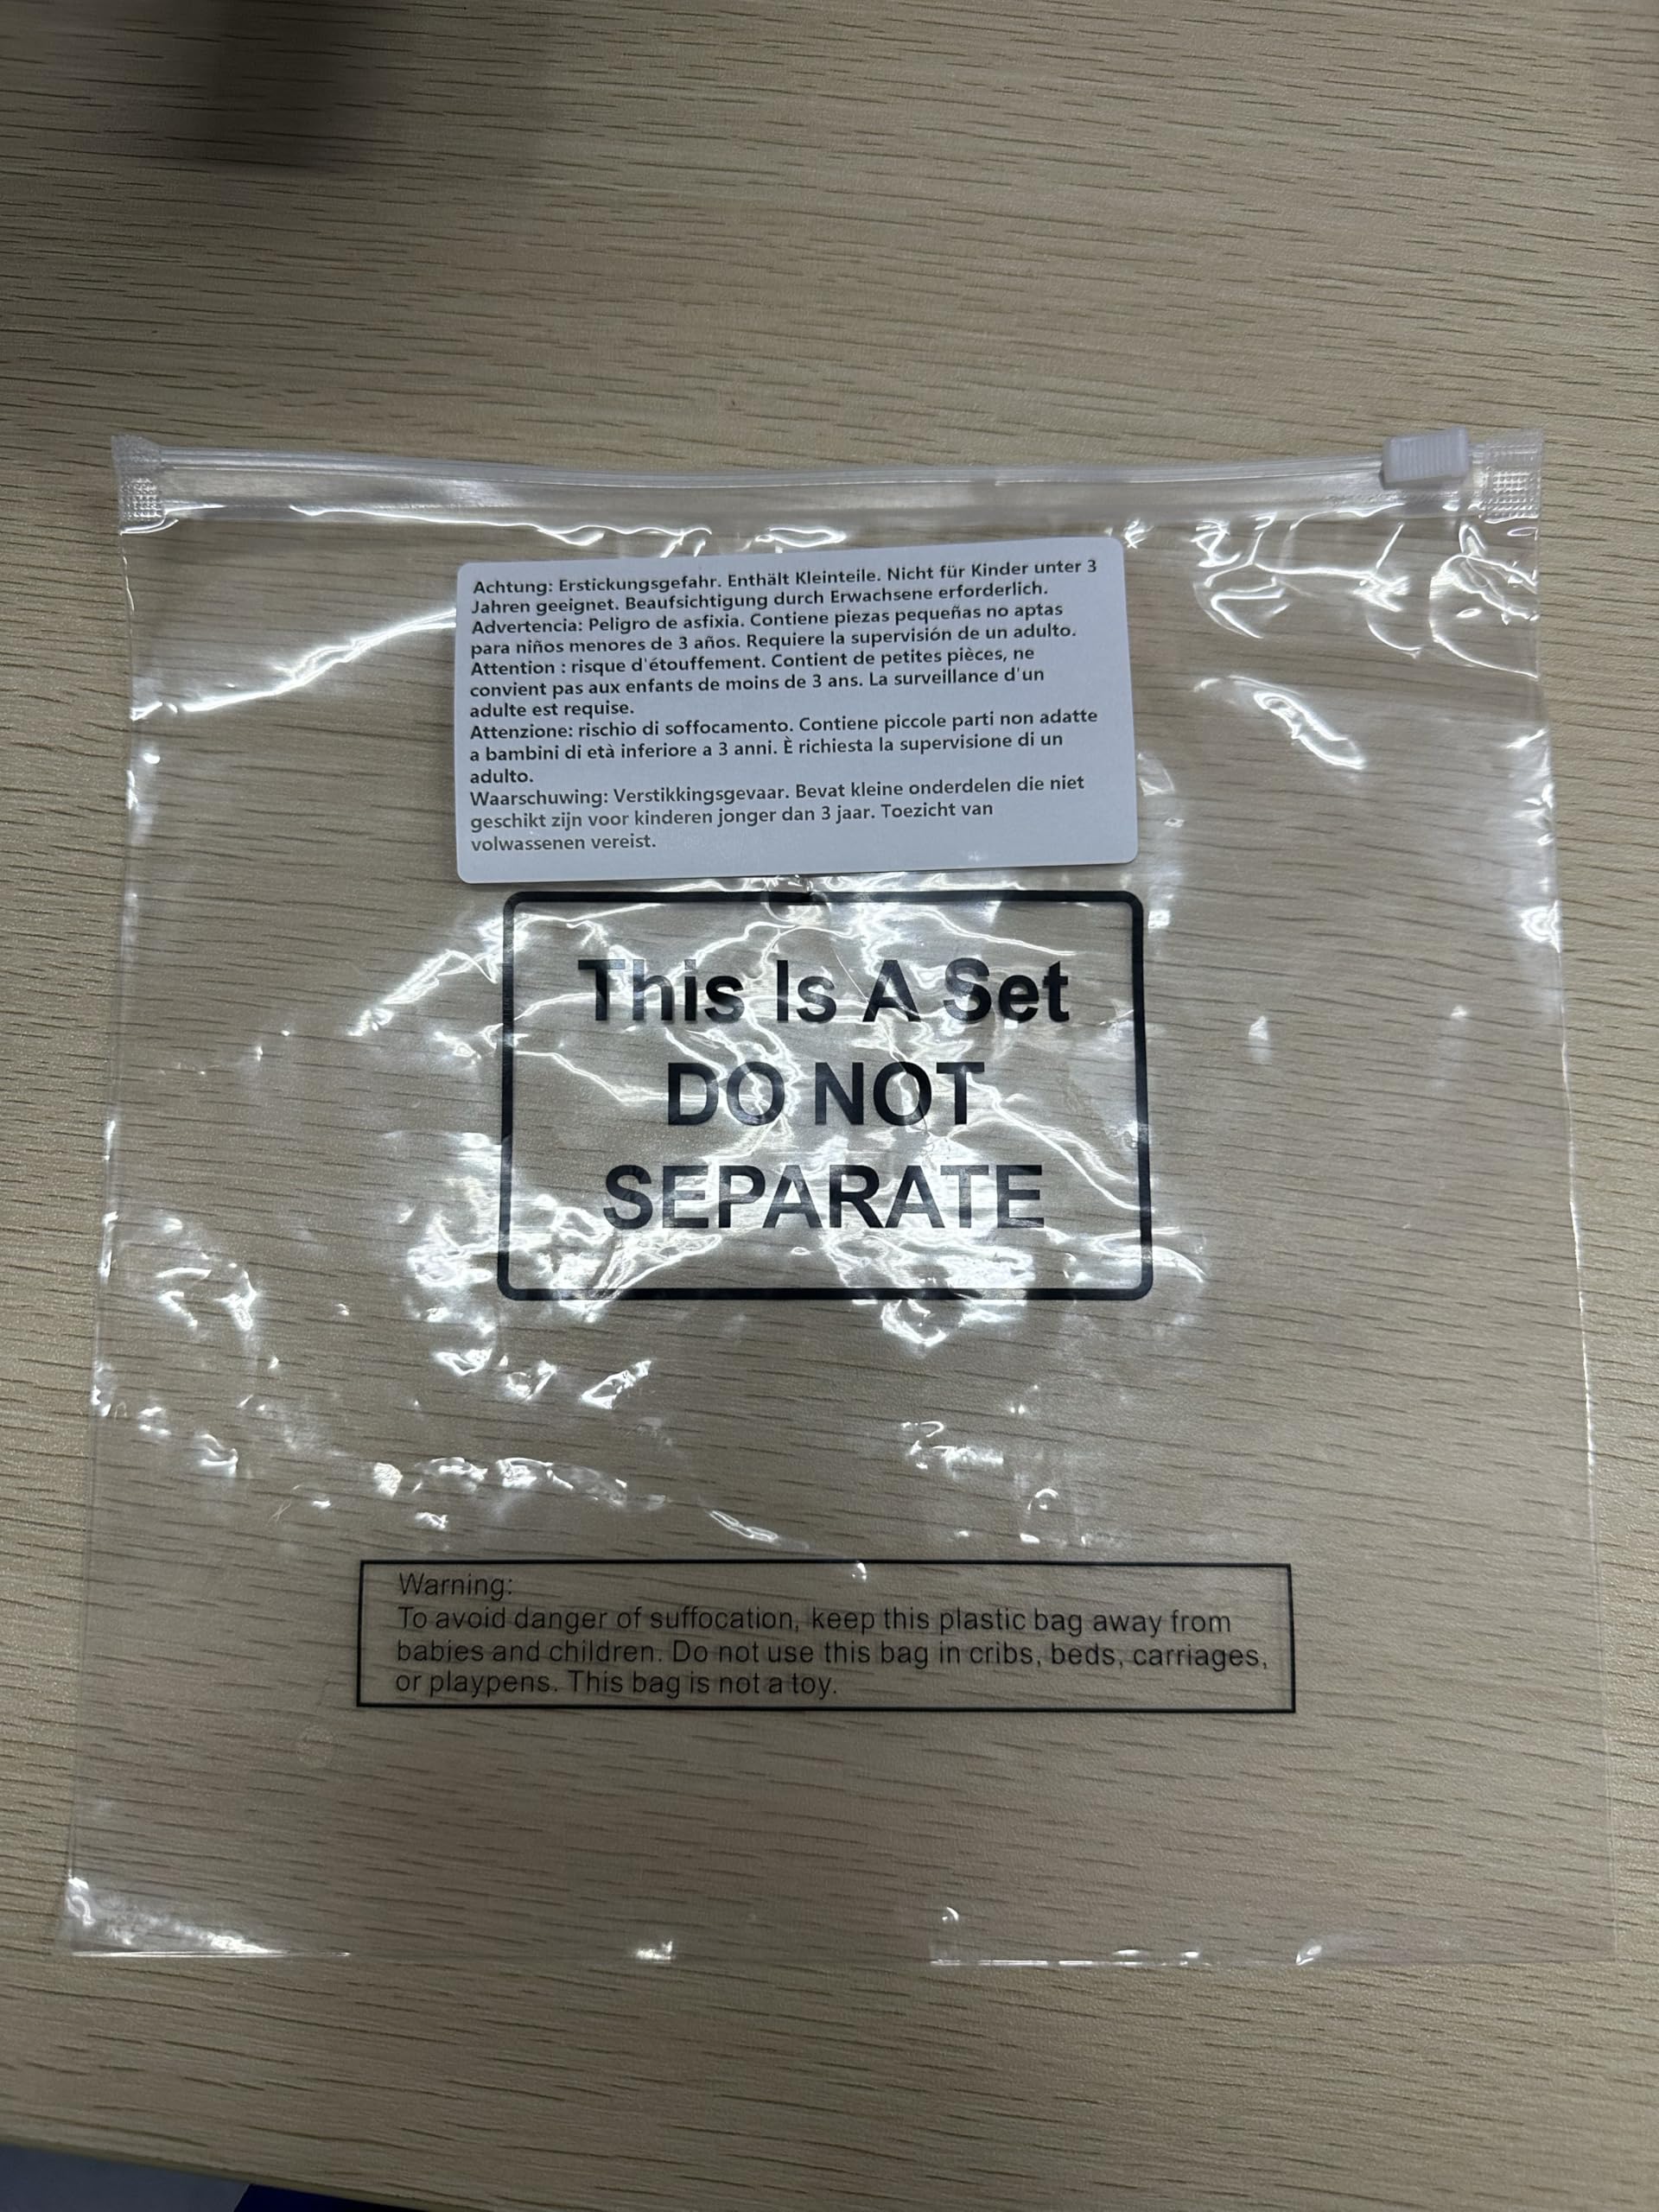 Achtung: Erstickungsgefahr. Enthält Kleinteile. Nicht für Kinder unter 3
Jahren geeignet. Beaufsichtigung durch Erwachsene erforderlich.
Advertencia: Peligro de asfixia. Contiene piezas pequeñas no aptas
para niños menores de 3 años. Requiere la supervisión de un adulto.
Attention : risque d'étouffement. Contient de petites pièces, ne
convient pas aux enfants de moins de 3 ans. La surveillance d'un
adulte est requise.
Attenzione: rischio di soffocamento. Contiene piccole parti non adatte
a bambini di età inferiore a 3 anni. È richiesta la supervisione di un
adulto.
Waarschuwing: Verstikkingsgevaar. Bevat kleine onderdelen die niet
geschikt zijn voor kinderen jonger dan 3 jaar. Toezicht van
volwassenen vereist.
This Is A Set
DO NOT
SEPARATE
Warning:
To avoid danger of suffocation, keep this plastic bag away from
babies and children. Do not use this bag in cribs, beds, carriages,
or playpens. This bag is not a toy.